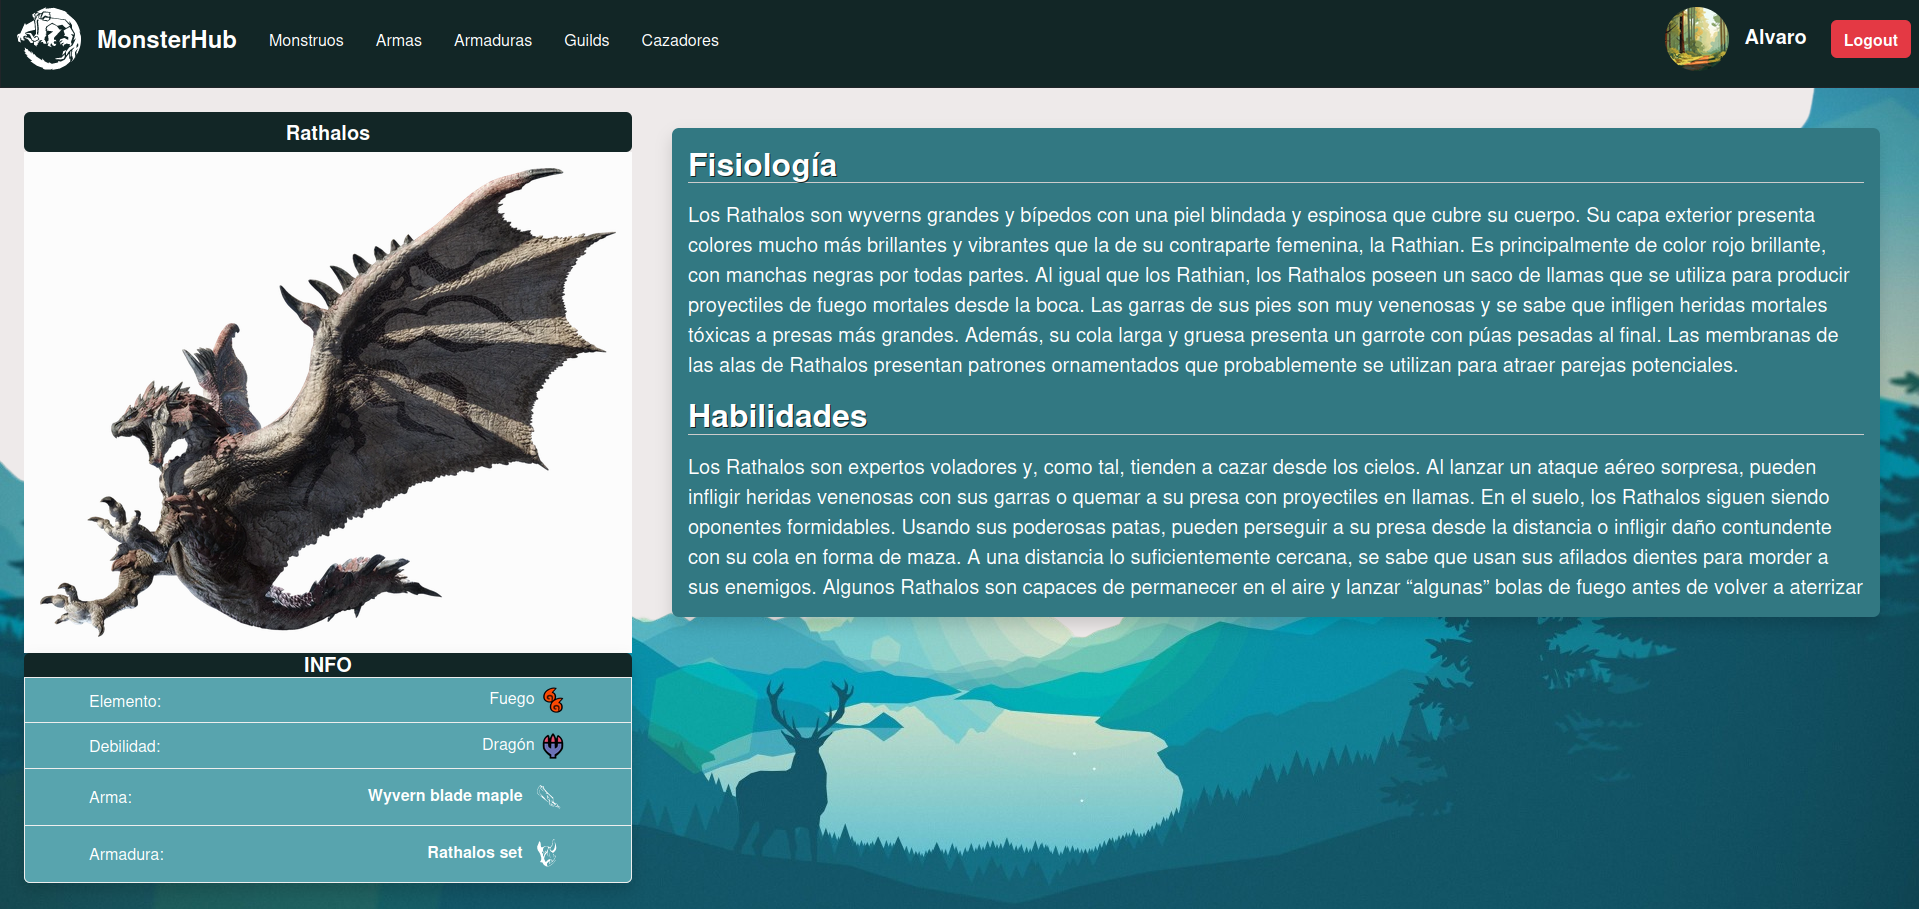 MonsterHub
Monstruos
Armas
Armaduras
Guilds
Cazadores
Alvaro
Logout
Rathalos
INFO
Elemento:
Fuego
Debilidad:
Dragón
Arma:
Wyvern blade maple
Armadura:
Rathalos set
Fisiología
Los Rathalos son wyverns grandes y bípedos con una piel blindada y espinosa que cubre su cuerpo. Su capa exterior presenta
colores mucho más brillantes y vibrantes que la de su contraparte femenina, la Rathian. Es principalmente de color rojo brillante,
con manchas negras por todas partes. Al igual que los Rathian, los Rathalos poseen un saco de llamas que se utiliza para producir
proyectiles de fuego mortales desde la boca. Las garras de sus pies son muy venenosas y se sabe que infligen heridas mortales
tóxicas a presas más grandes. Además, su cola larga y gruesa presenta un garrote con púas pesadas al final. Las membranas de
las alas de Rathalos presentan patrones ornamentados que probablemente se utilizan para atraer parejas potenciales.
Habilidades
Los Rathalos son expertos voladores y, como tal, tienden a cazar desde los cielos. Al lanzar un ataque aéreo sorpresa, pueden
infligir heridas venenosas con sus garras o quemar a su presa con proyectiles en llamas. En el suelo, los Rathalos siguen siendo
oponentes formidables. Usando sus poderosas patas, pueden perseguir a su presa desde la distancia o infligir daño contundente
con su cola en forma de maza. A una distancia lo suficientemente cercana, se sabe que usan sus afilados dientes para morder a
sus enemigos. Algunos Rathalos son capaces de permanecer en el aire y lanzar “algunas” bolas de fuego antes de volver a aterrizar